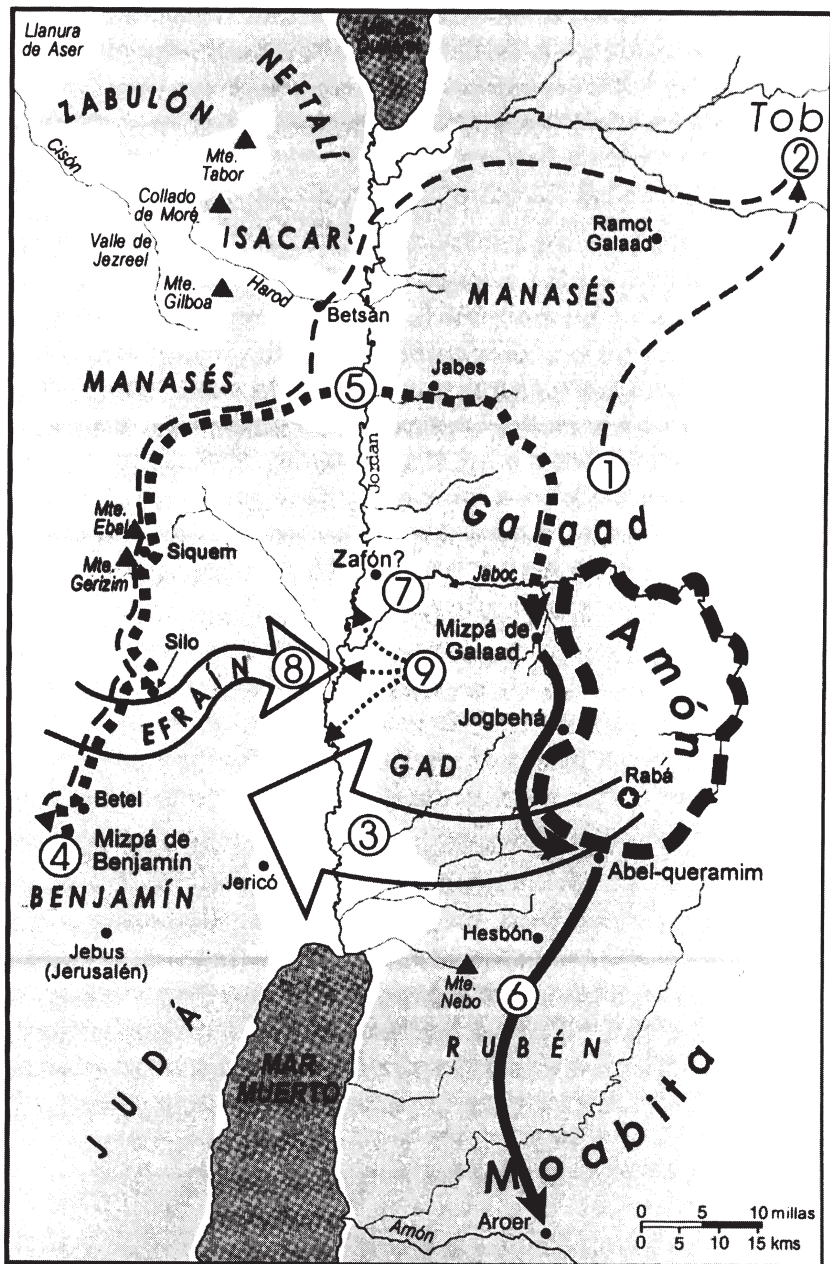 Llanura
de Aser
NEFTALÍ
ZABULÓN
Tob
2
Cisón
Mte.
Tabor
Collado
de Moré
ISACAR
Ramot
Galaad
Valle de
Jezreel
Mte.
Gilboa
Harod
MANASÉS
Betsán
MANASÉS
5
Jabes
Jordan
1
Galaad
Mte.
Ebal
Siquem
Mte.
Gerizim
Zafón?
7
Jaboc
Mizpá de
Galaad
Amón
Silo
8
9
EFRAÍN
Jogbehá
GAD
Rabá
Betel
3
4
Mizpá de
Benjamín
BENJAMÍN
Jericó
Abel-queramim
Jebus
(Jerusalén)
Hesbón
Mte.
Nebo
6
JUDÁ
RUBÉN
MAR
MUERTO
Moabita
Arnón
Aroer
0 5 10 millas
0 5 10 15 kms